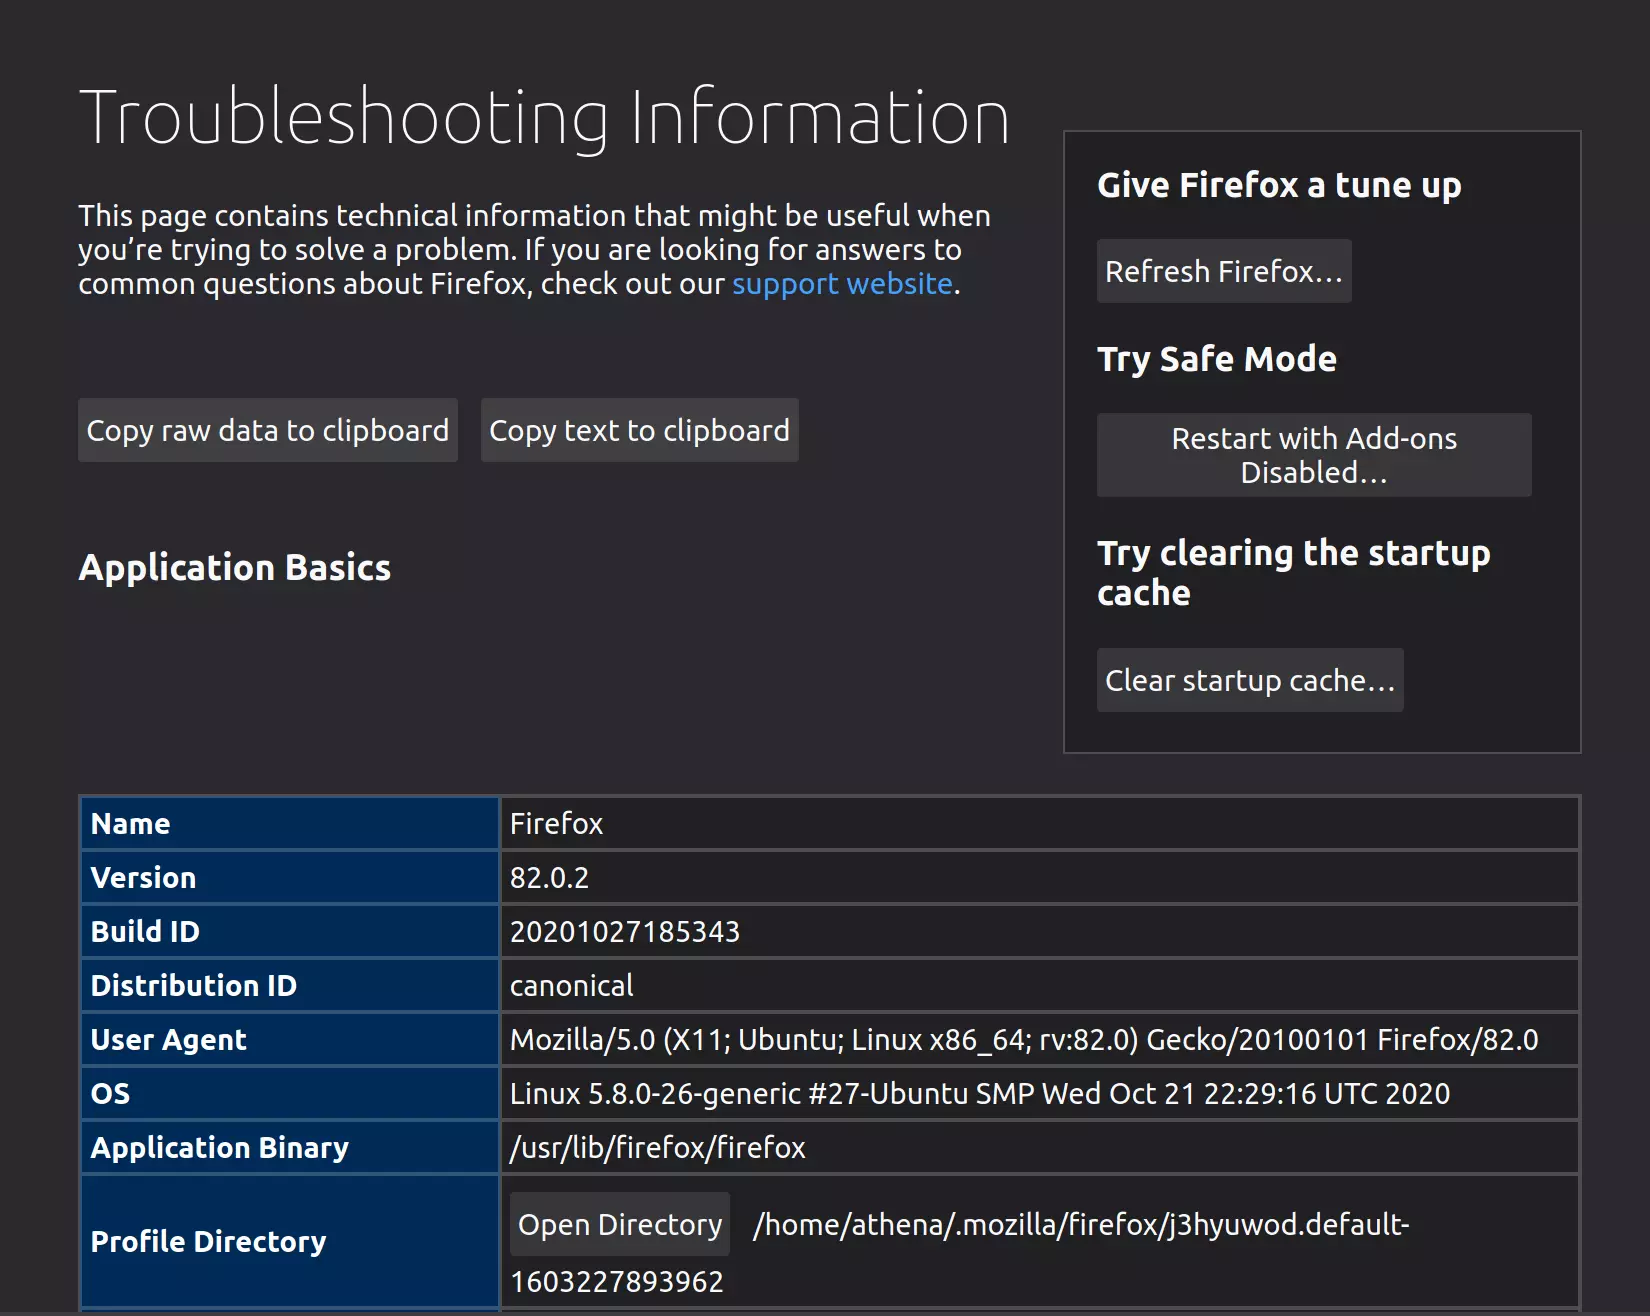 Troubleshooting Information
This page contains technical information that might be useful when
you’re trying to solve a problem. If you are looking for answers to
common questions about Firefox, check out our support website.
Copy raw data to clipboard Copy text to clipboard
Give Firefox a tune up
Refresh Firefox…
Try Safe Mode
Restart with Add-ons
Disabled…
Try clearing the startup
cache
Clear startup cache…
Application Basics
Name Firefox
Version 82.0.2
Build ID 20201027185343
Distribution ID canonical
User Agent Mozilla/5.0 (X11; Ubuntu; Linux x86_64; rv:82.0) Gecko/20100101 Firefox/82.0
OS Linux 5.8.0-26-generic #27-Ubuntu SMP Wed Oct 21 22:29:16 UTC 2020
Application Binary /usr/lib/firefox/firefox
Profile Directory Open Directory /home/athena/.mozilla/firefox/j3hyuwod.default-
1603227893962